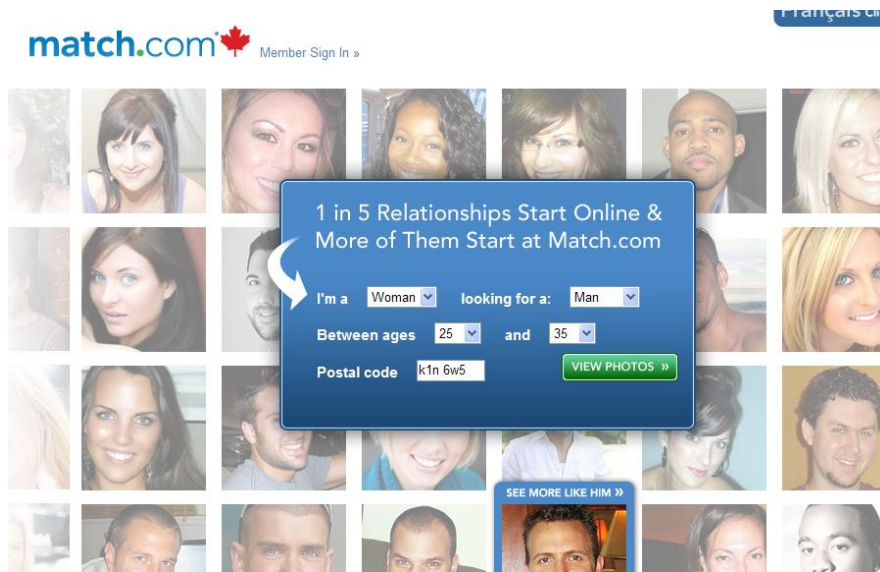 Français
match.com
Member Sign In »
1 in 5 Relationships Start Online &
More of Them Start at Match.com
I'm a Woman looking for a: Man
Between ages 25 and 35
Postal code k1n 6w5 VIEW PHOTOS »
SEE MORE LIKE HIM »